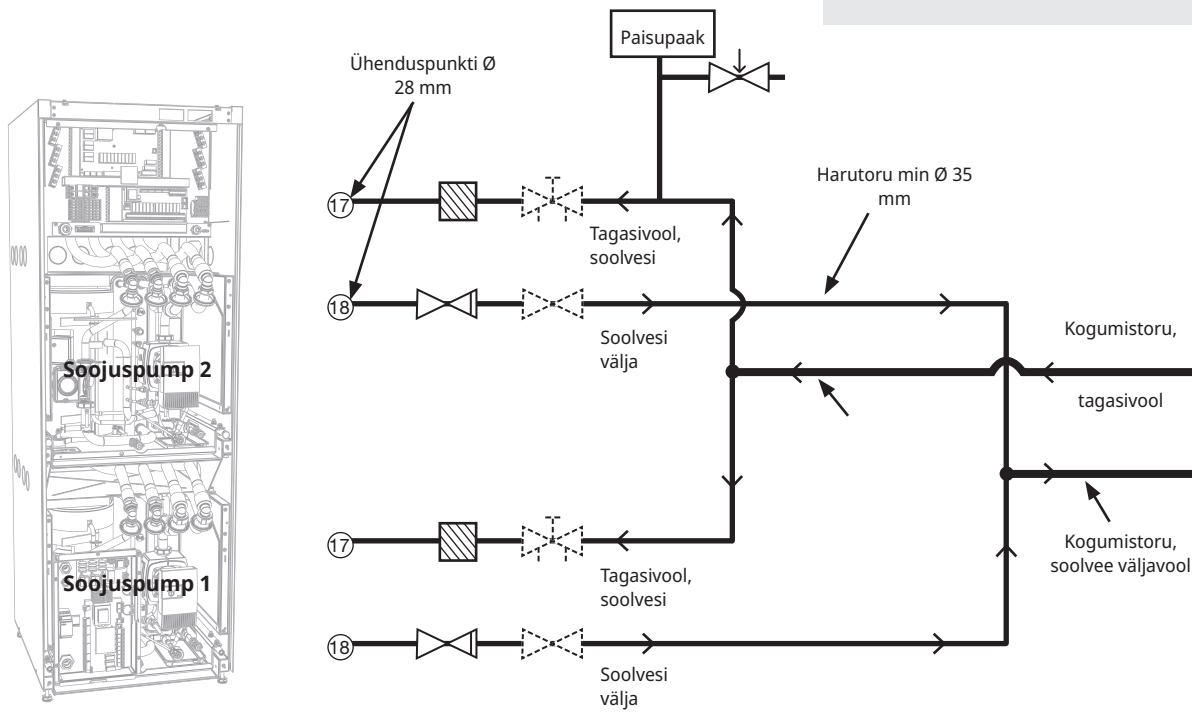 Paisupaak
Ühenduspunkti Ø
28 mm
Harutoru min Ø 35
mm
17
Tagasivool,
soolvesi
18
Soolvesi
välja
Kogumistoru,
tagasivool
Soojuspump 2
17
Tagasivool,
soolvesi
Kogumistoru,
soolvee väljavool
Soojuspump 1
18
Soolvesi
välja